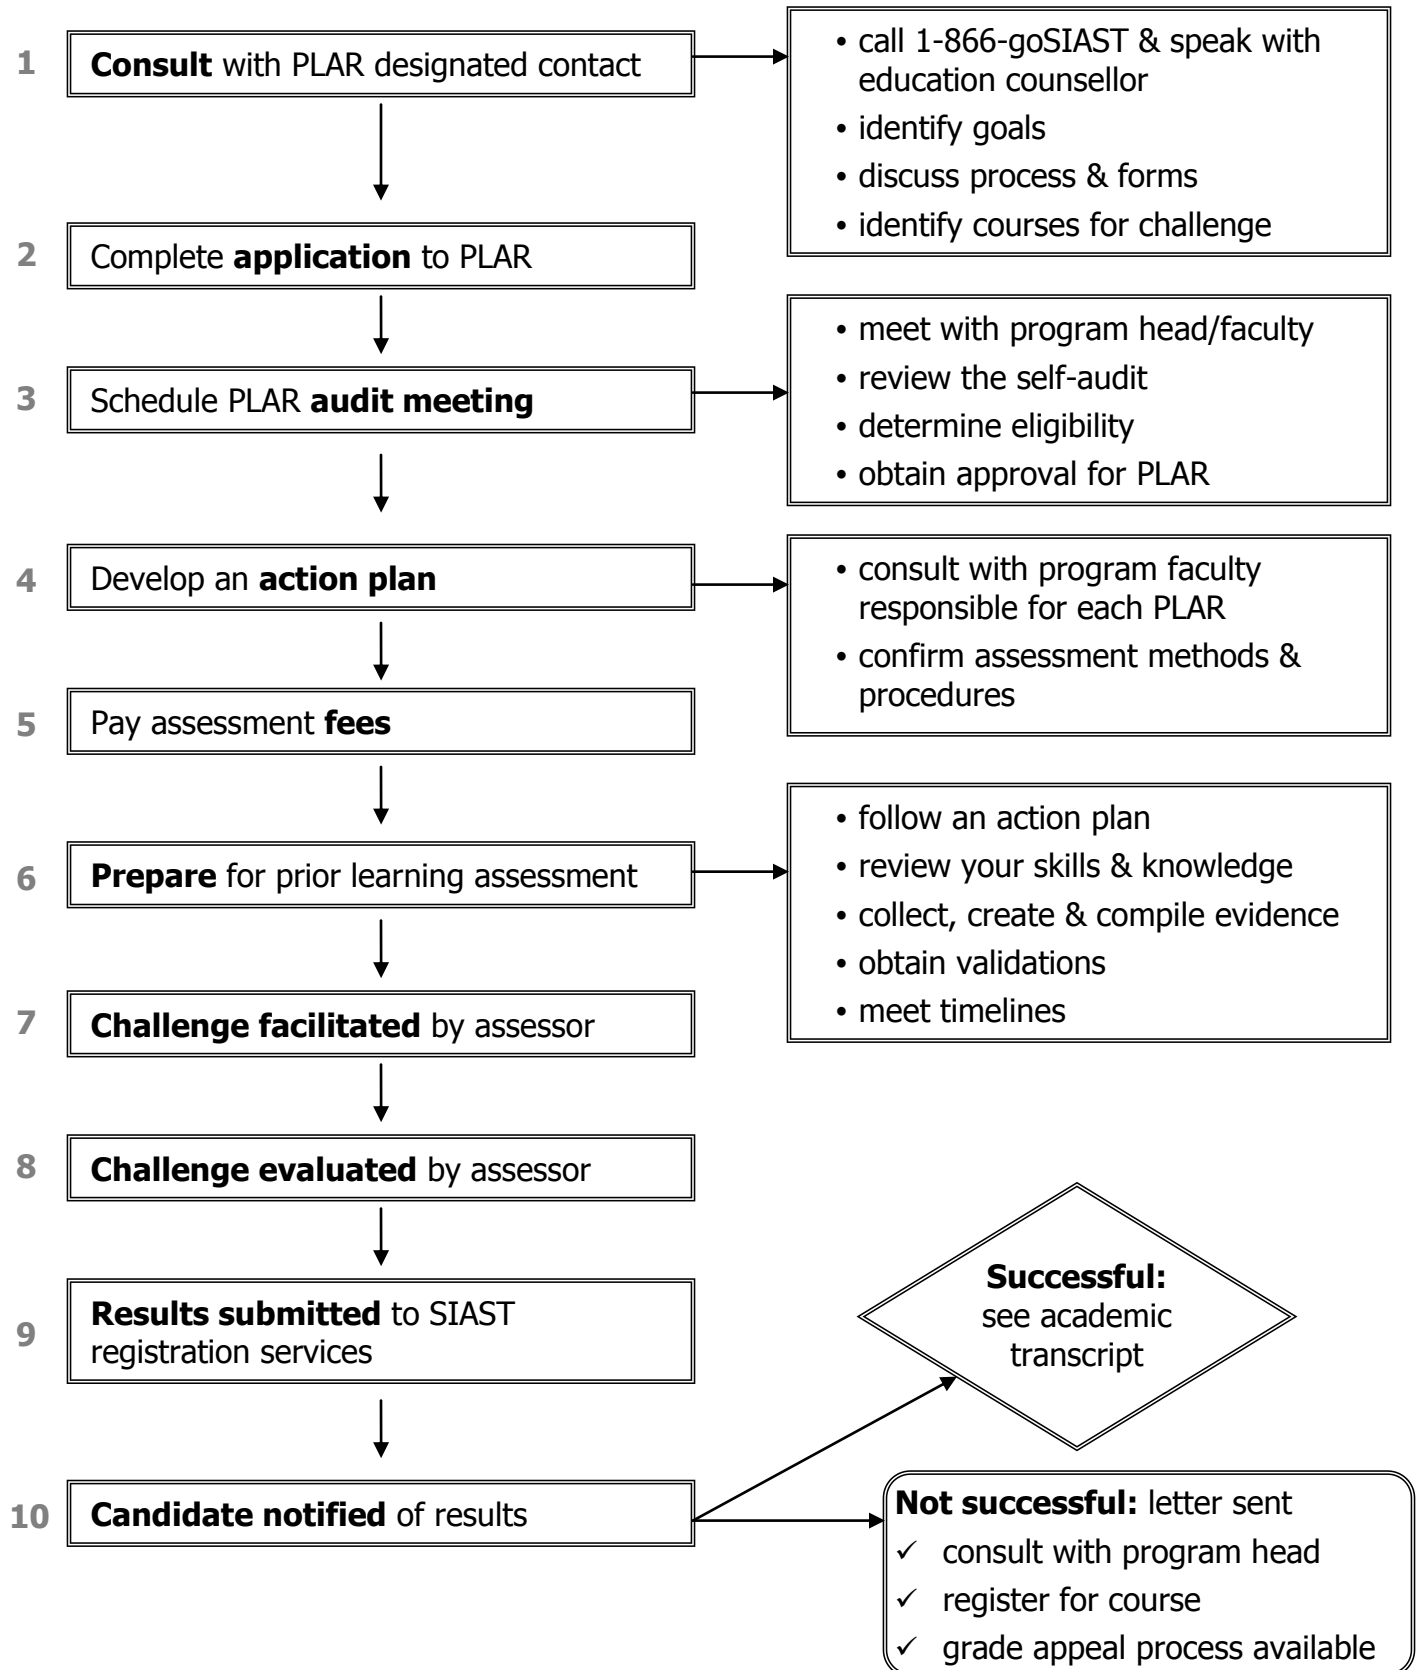 1
Consult with PLAR designated contact
• call 1-866-goSIAST & speak with
education counsellor
• identify goals
• discuss process & forms
• identify courses for challenge
2
Complete application to PLAR
3
Schedule PLAR audit meeting
• meet with program head/faculty
• review the self-audit
• determine eligibility
• obtain approval for PLAR
4
Develop an action plan
• consult with program faculty
responsible for each PLAR
• confirm assessment methods &
procedures
5
Pay assessment fees
6
Prepare for prior learning assessment
• follow an action plan
• review your skills & knowledge
• collect, create & compile evidence
• obtain validations
• meet timelines
7
Challenge facilitated by assessor
8
Challenge evaluated by assessor
9
Results submitted to SIAST
registration services
10
Candidate notified of results
Successful:
see academic
transcript
Not successful: letter sent
✓ consult with program head
✓ register for course
✓ grade appeal process available